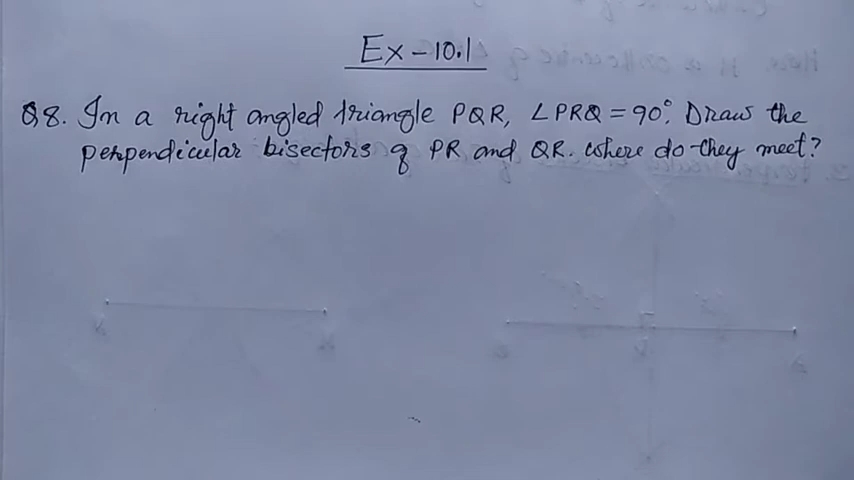 Ex-10.1
Q8. In a right angled triangle PQR, ∠PRQ = 90°. Draw the
perpendicular bisectors of PR and QR. Where do they meet?